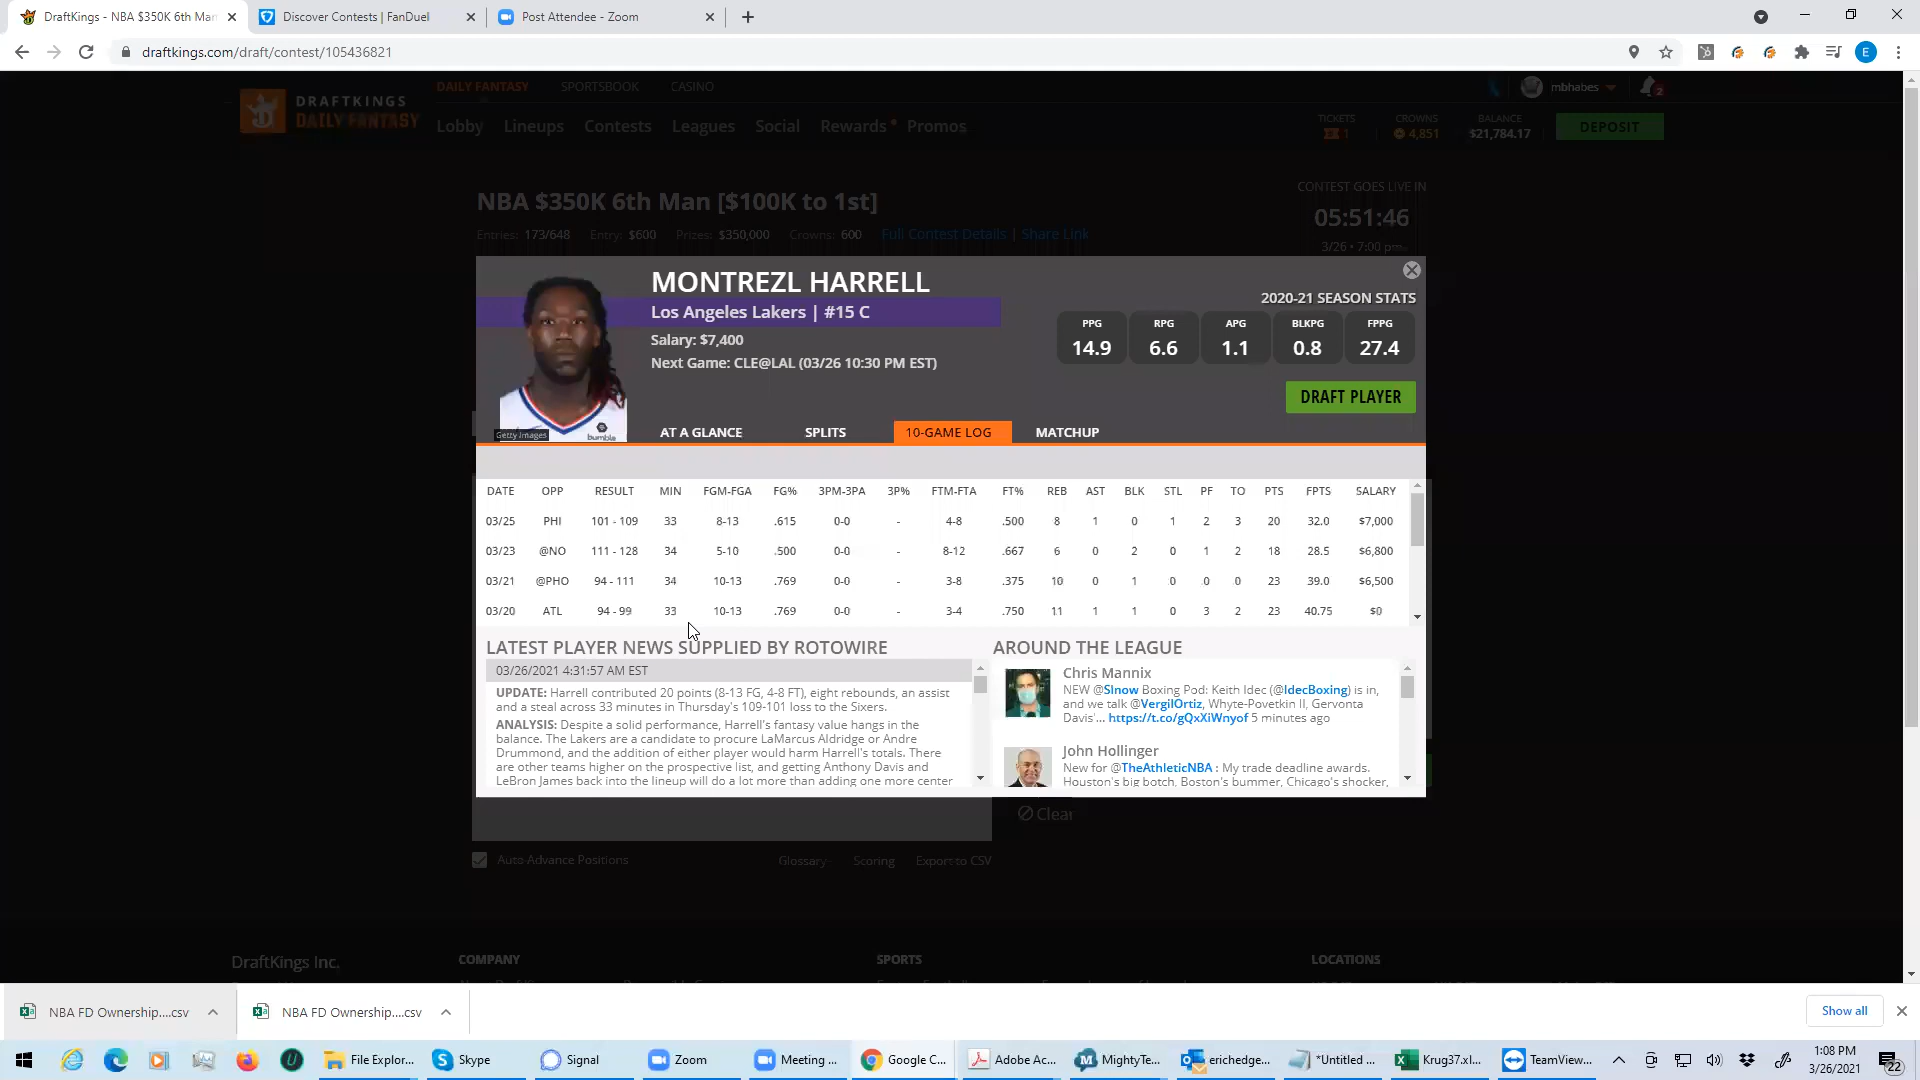 DraftKings - NBA $350K 6th Man
Discover Contests | FanDuel
Post Attendee - Zoom
draftkings.com/draft/contest/105436821
E
DAILY FANTASY SPORTSBOOK CASINO
mbhabes 2
DRAFTKINGS
DAILY FANTASY
Lobby Lineups Contests Leagues Social Rewards Promos
TICKETS 1
CROWNS 4,851
BALANCE $21,784.17
DEPOSIT
NBA $350K 6th Man [$100K to 1st]
CONTEST GOES LIVE IN
05:51:46
3/26 • 7:00 pm
Entries: 173/648 Entry: $600 Prizes: $350,000 Crowns: 600 Full Contest Details | Share Link
MONTREZL HARRELL
Los Angeles Lakers | #15 C
Salary: $7,400
Next Game: CLE@LAL (03/26 10:30 PM EST)
2020-21 SEASON STATS
PPG RPG APG BLKPG FPPG
14.9 6.6 1.1 0.8 27.4
DRAFT PLAYER
Getty Images
bumble
AT A GLANCE SPLITS 10-GAME LOG MATCHUP
DATE OPP RESULT MIN FGM-FGA FG% 3PM-3PA 3P% FTM-FTA FT% REB AST BLK STL PF TO PTS FPTS SALARY
03/25 PHI 101 - 109 33 8-13 .615 0-0 - 4-8 .500 8 1 0 1 2 3 20 32.0 $7,000
03/23 @NO 111 - 128 34 5-10 .500 0-0 - 8-12 .667 6 0 2 0 1 2 18 28.5 $6,800
03/21 @PHO 94 - 111 34 10-13 .769 0-0 - 3-8 .375 10 0 1 0 0 0 23 39.0 $6,500
03/20 ATL 94 - 99 33 10-13 .769 0-0 - 3-4 .750 11 1 1 0 3 2 23 40.75 $0
LATEST PLAYER NEWS SUPPLIED BY ROTOWIRE
03/26/2021 4:31:57 AM EST
UPDATE: Harrell contributed 20 points (8-13 FG, 4-8 FT), eight rebounds, an assist
and a steal across 33 minutes in Thursday's 109-101 loss to the Sixers.
ANALYSIS: Despite a solid performance, Harrell's fantasy value hangs in the
balance. The Lakers are a candidate to procure LaMarcus Aldridge or Andre
Drummond, and the addition of either player would harm Harrell's totals. There
are other teams higher on the prospective list, and getting Anthony Davis and
LeBron James back into the lineup will do a lot more than adding one more center
AROUND THE LEAGUE
Chris Mannix
NEW @SInow Boxing Pod: Keith Idec (@IdecBoxing) is in,
and we talk @VergilOrtiz, Whyte-Povetkin II, Gervonta
Davis'... https://t.co/gQxXiWnyof 5 minutes ago
John Hollinger
New for @TheAthleticNBA : My trade deadline awards.
Houston's big botch, Boston's bummer, Chicago's shocker,
Clear
Auto-Advance Positions
Glossary Scoring Export to CSV
DraftKings Inc.
COMPANY SPORTS LOCATIONS
NBA FD Ownership....csv
NBA FD Ownership....csv
Show all
File Explor... Skype Signal Zoom Meeting ... Google C... Adobe Ac... MightyTe... erichedge... *Untitled ... Krug37.xl... TeamView...
1:08 PM
3/26/2021
22